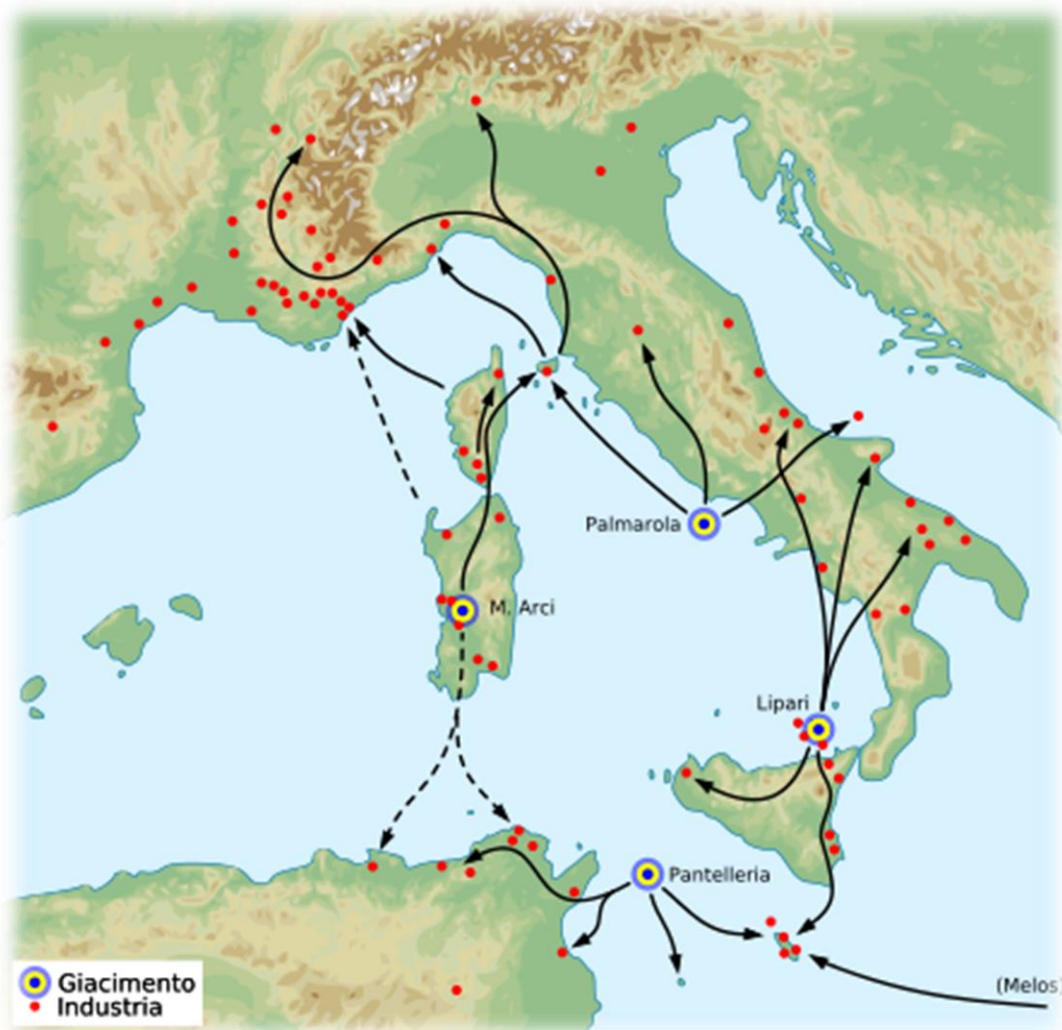 Palmarola
M. Arci
Lipari
Pantelleria
(Melos)
Giacimento
Industria